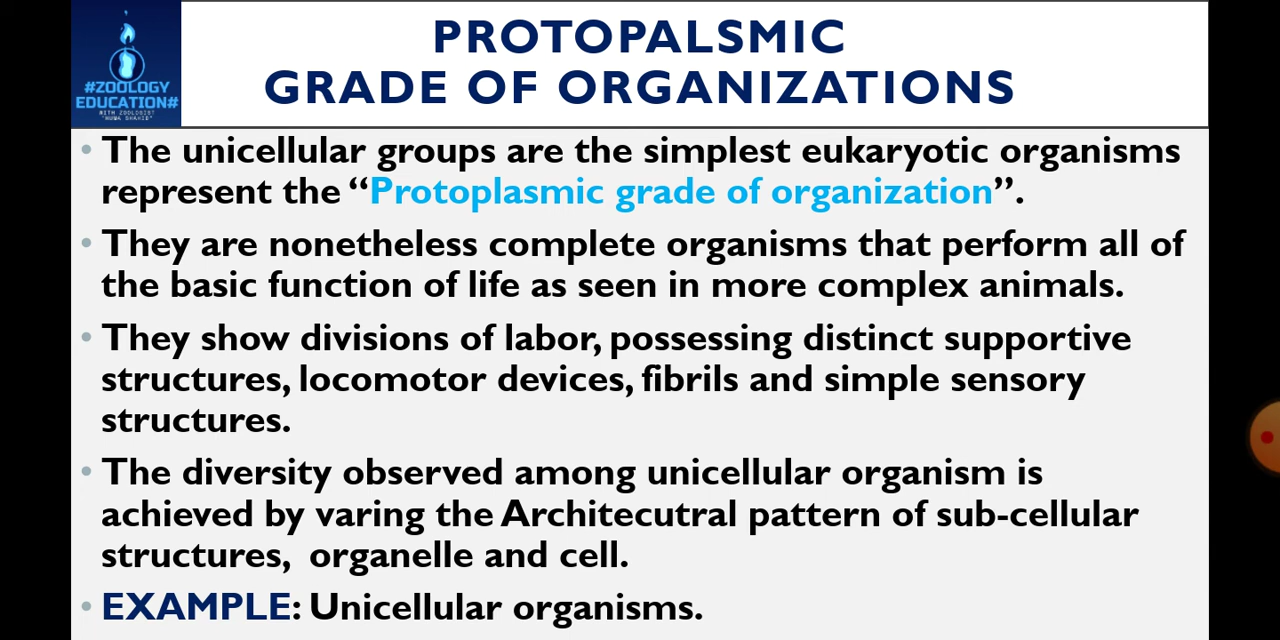 PROTOPALSMIC
GRADE OF ORGANIZATIONS
#ZOOLOGY
EDUCATION#
WITH ZOOLOGIST
"HUMA SHAHID"
• The unicellular groups are the simplest eukaryotic organisms
represent the “Protoplasmic grade of organization”.
• They are nonetheless complete organisms that perform all of
the basic function of life as seen in more complex animals.
• They show divisions of labor, possessing distinct supportive
structures, locomotor devices, fibrils and simple sensory
structures.
• The diversity observed among unicellular organism is
achieved by varing the Architecutral pattern of sub-cellular
structures, organelle and cell.
• EXAMPLE: Unicellular organisms.